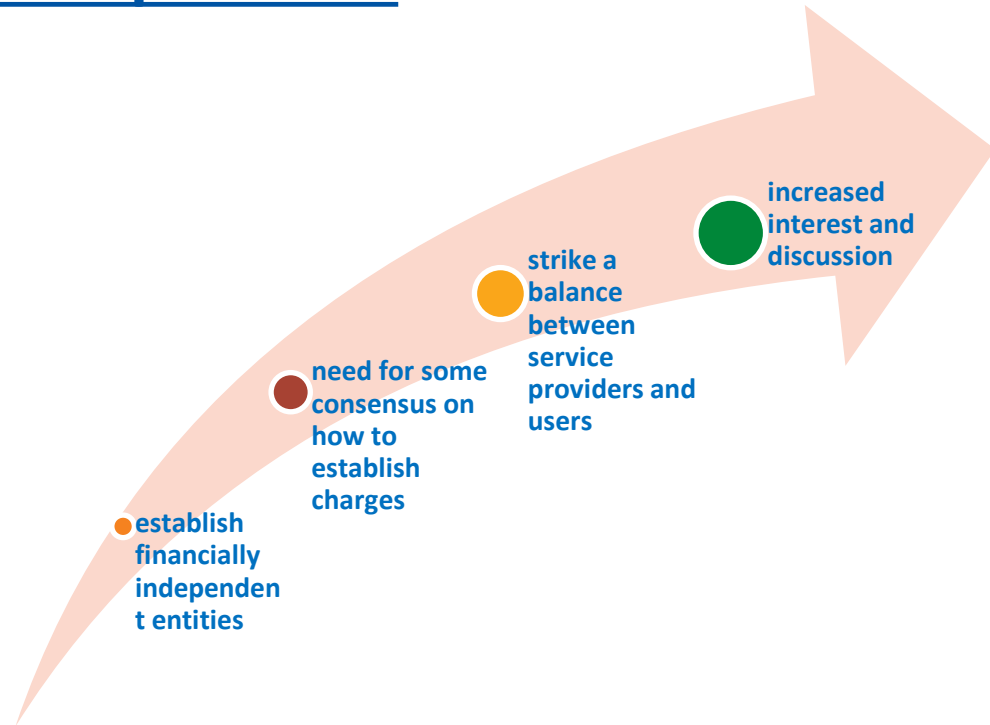 establish
financially
independen
t entities
need for some
consensus on
how to
establish
charges
strike a
balance
between
service
providers and
users
increased
interest and
discussion